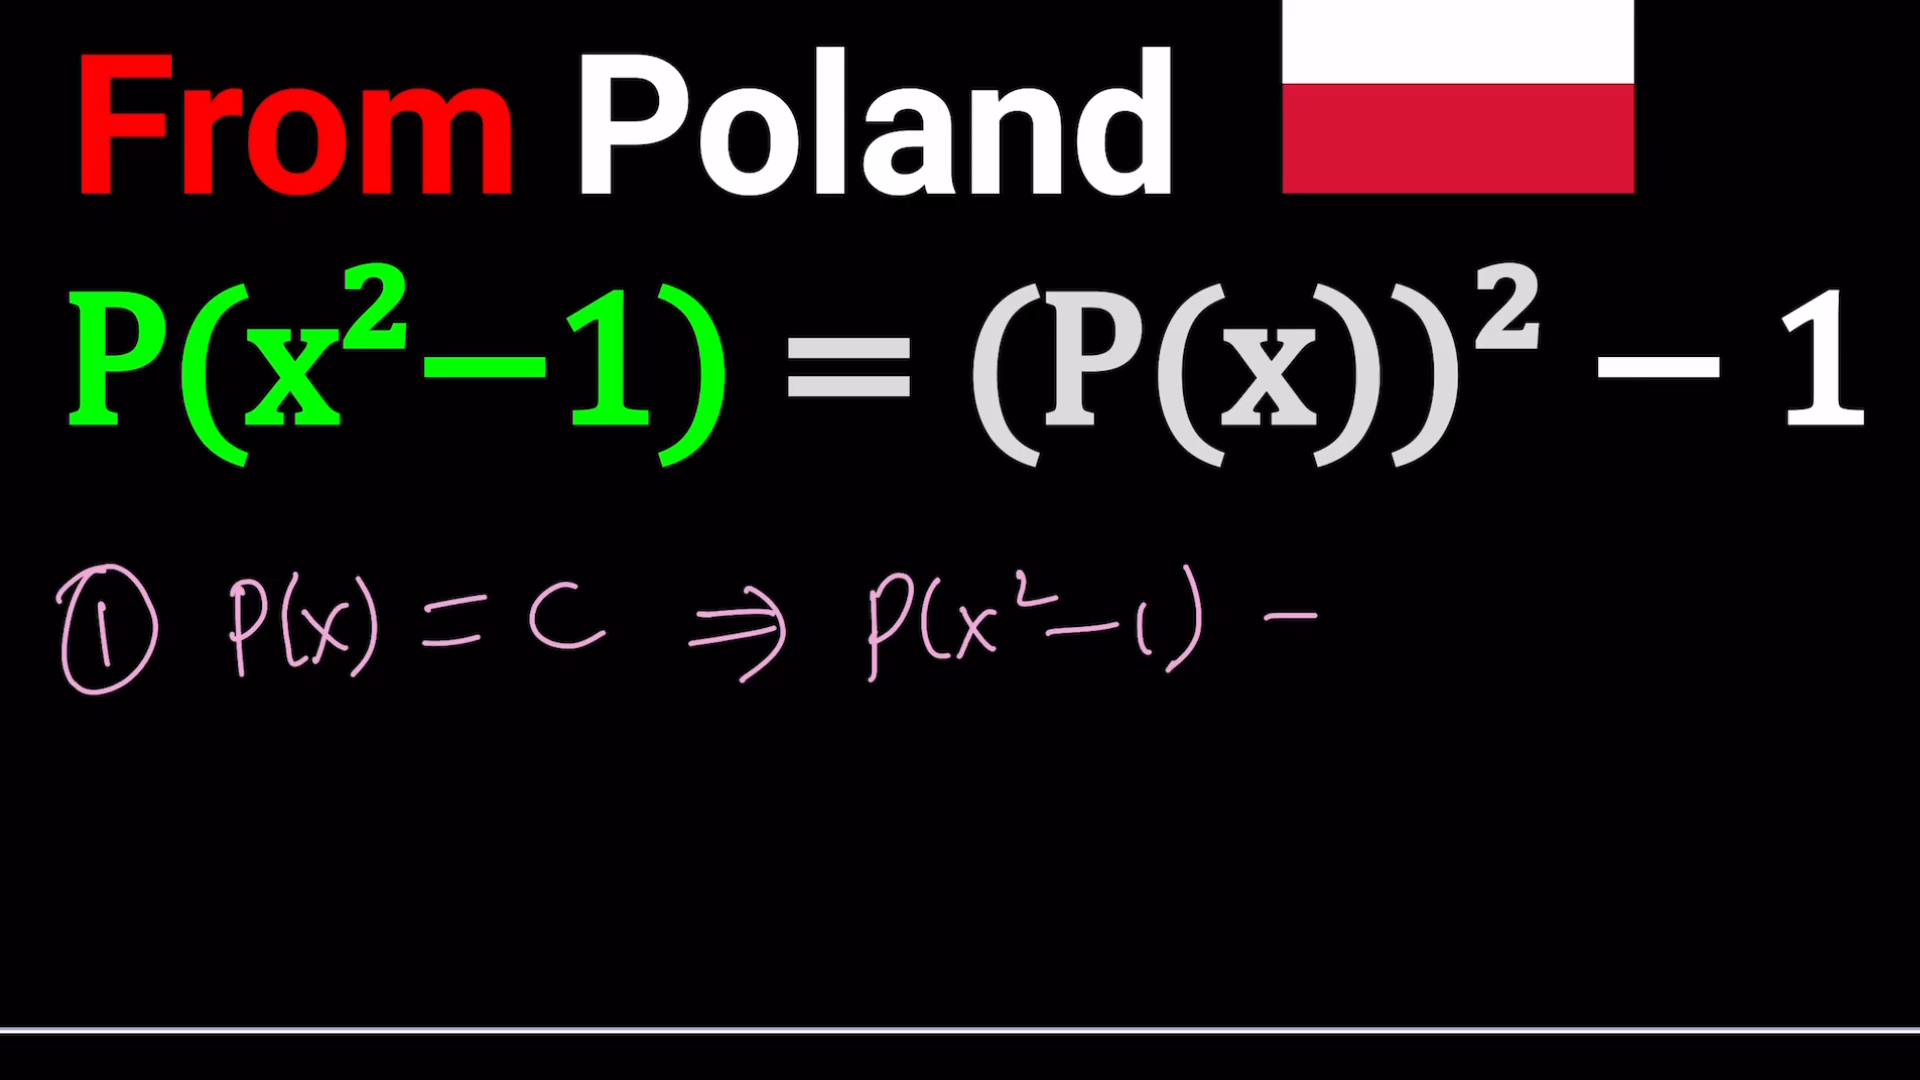 From Poland
P(x²−1) = (P(x))² − 1
① P(x) = C ⇒ P(x²−1) −